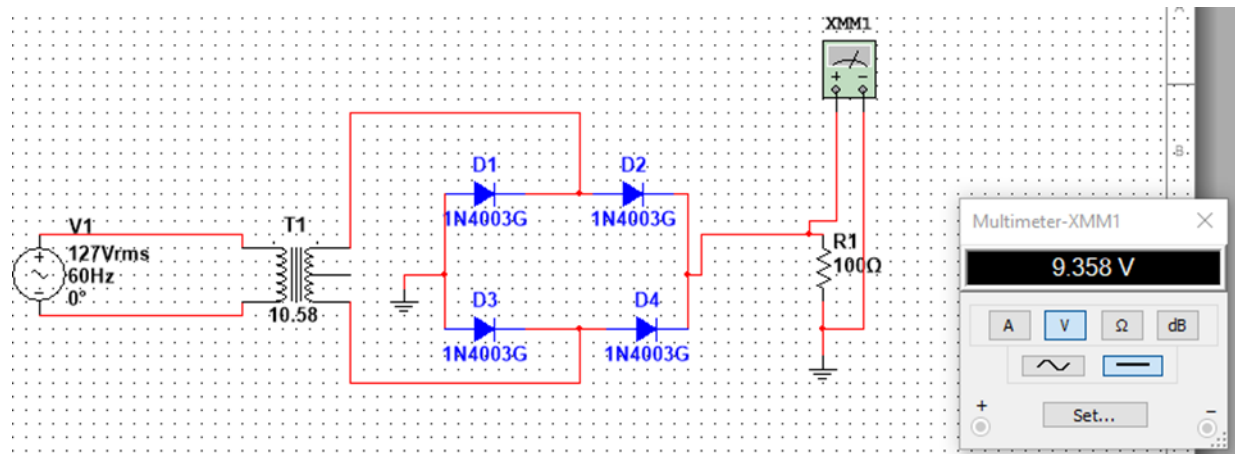 XMM1
+ −
A
B
D1
D2
1N4003G
1N4003G
V1
T1
127Vrms
60Hz
0°
+
10.58
R1
100Ω
D3
D4
1N4003G
1N4003G
Multimeter-XMM1
9.358 V
A V Ω dB
+ Set... −